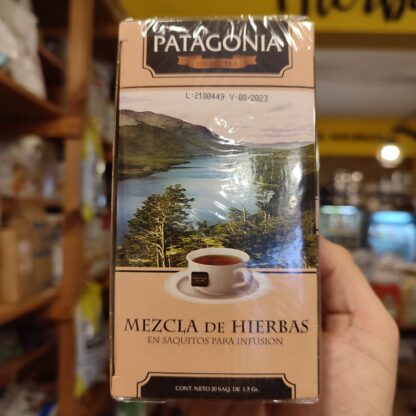 PATAGONIA
FINEST TEA
L:2180449 V:08/2023
MEZCLA DE HIERBAS
EN SAQUITOS PARA INFUSION
CONT. NETO 20 SAQ. DE 1.5 Gr.